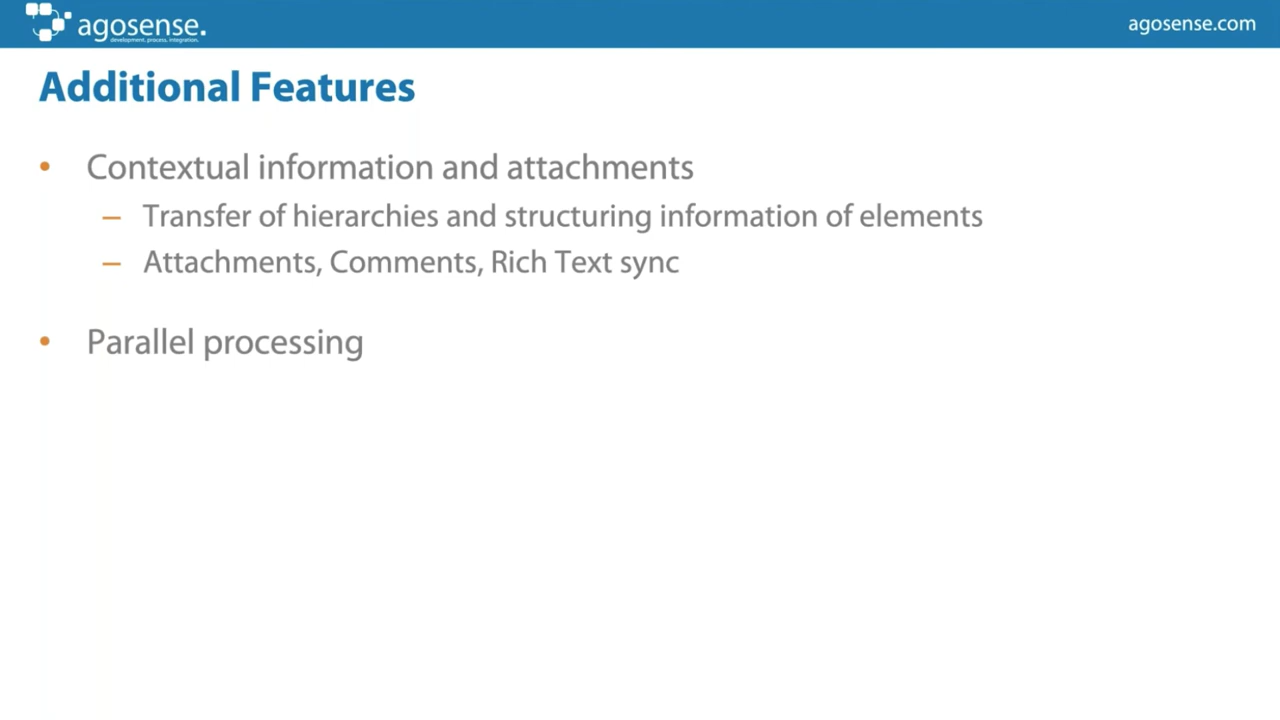 agosense.
development, process, integration.
agosense.com
Additional Features
• Contextual information and attachments
– Transfer of hierarchies and structuring information of elements
– Attachments, Comments, Rich Text sync
• Parallel processing